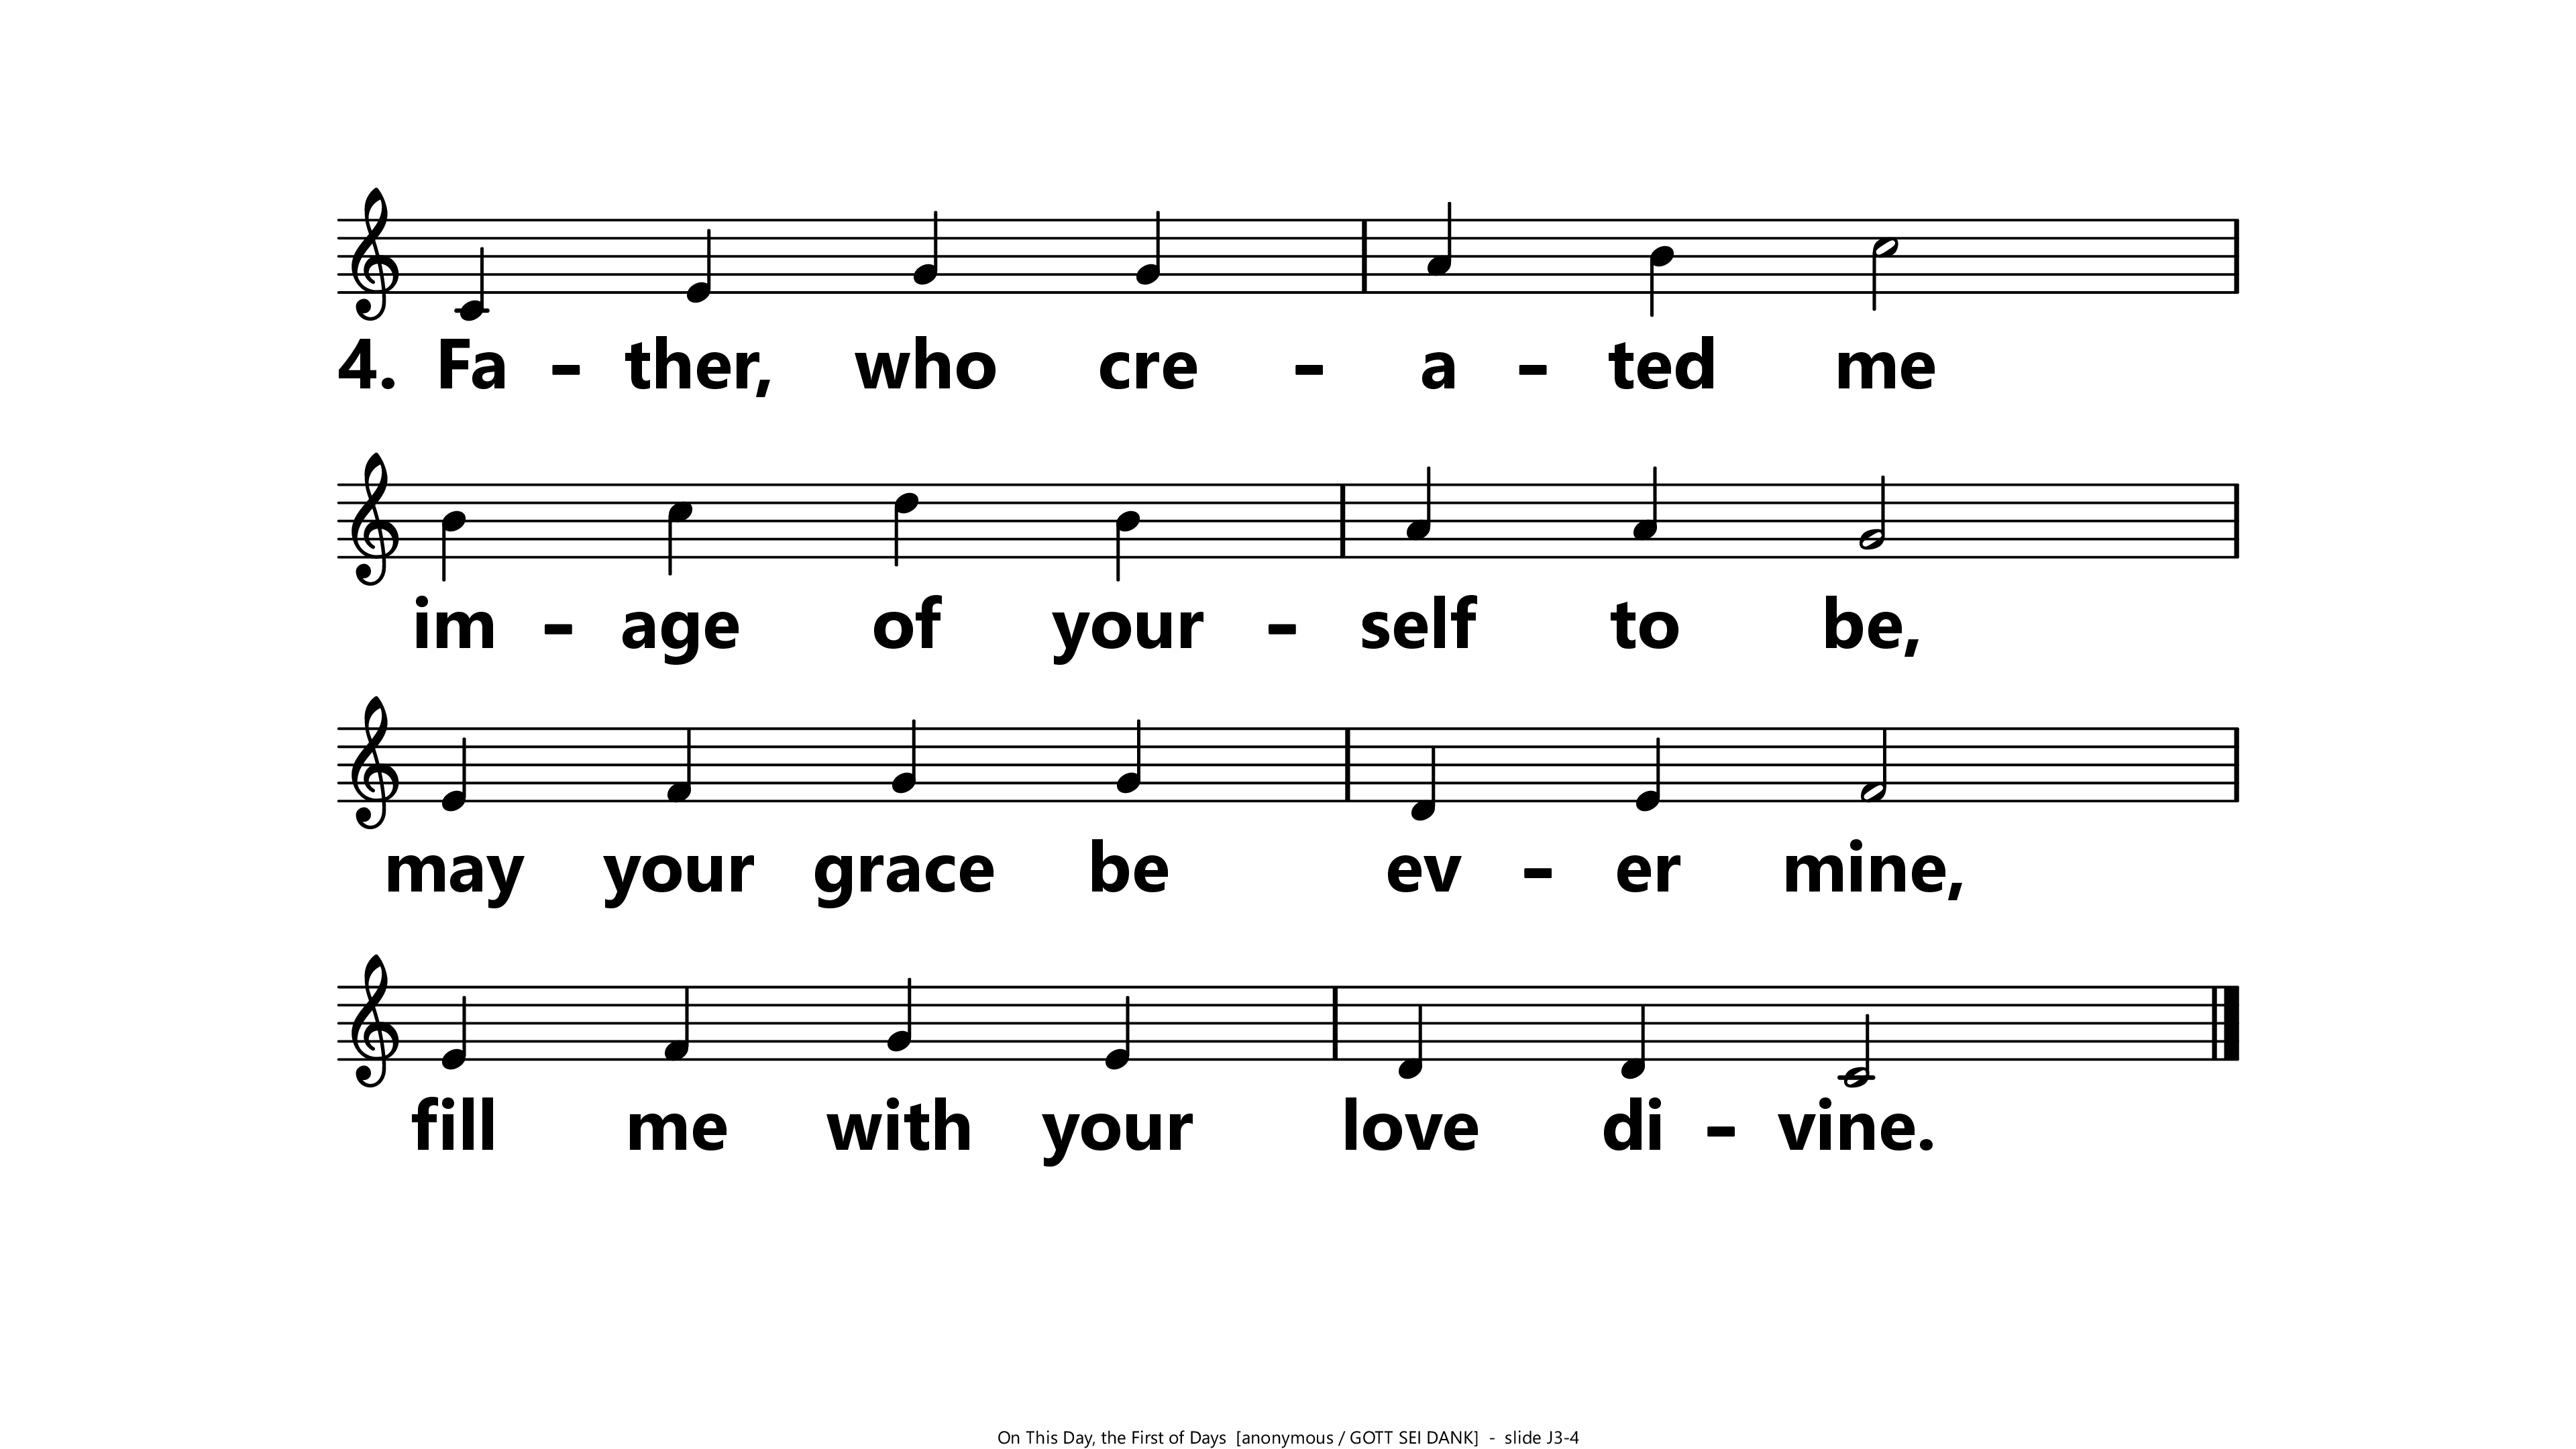 4. Fa - ther, who cre - a - ted me
im - age of your - self to be,
may your grace be ev - er mine,
fill me with your love di - vine.
On This Day, the First of Days [anonymous / GOTT SEI DANK] - slide J3-4